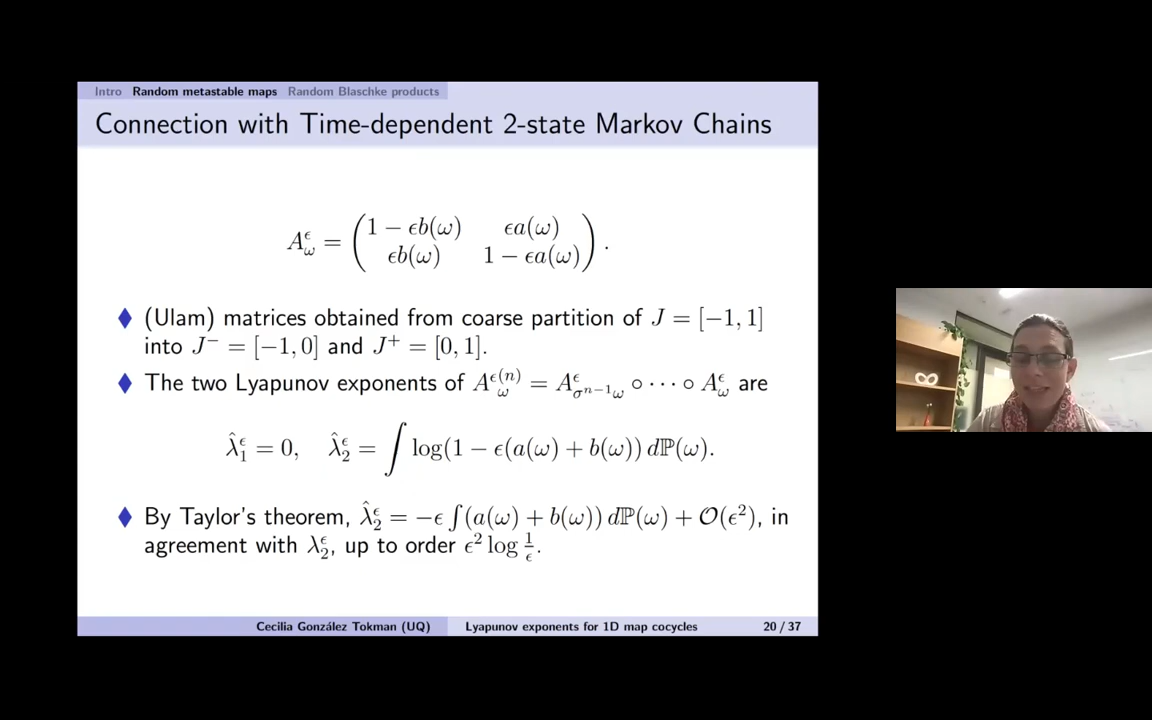 Intro Random metastable maps Random Blaschke products
Connection with Time-dependent 2-state Markov Chains
A^ϵ_ω = ( 1 − ϵb(ω)  ϵa(ω)
ϵb(ω)  1 − ϵa(ω) ) .
(Ulam) matrices obtained from coarse partition of J = [−1, 1]
into J⁻ = [−1, 0] and J⁺ = [0, 1].
The two Lyapunov exponents of A^ϵ_ω^(n) = A^ϵ_{σ^{n−1}ω} ∘ ⋯ ∘ A^ϵ_ω are
λ̂^ϵ_1 = 0,  λ̂^ϵ_2 = ∫ log(1 − ϵ(a(ω) + b(ω)) dℙ(ω).
By Taylor's theorem, λ̂^ϵ_2 = −ϵ ∫(a(ω) + b(ω)) dℙ(ω) + 𝒪(ϵ²), in
agreement with λ^ϵ_2, up to order ϵ² log 1/ϵ.
Cecilia González Tokman (UQ) Lyapunov exponents for 1D map cocycles 20 / 37